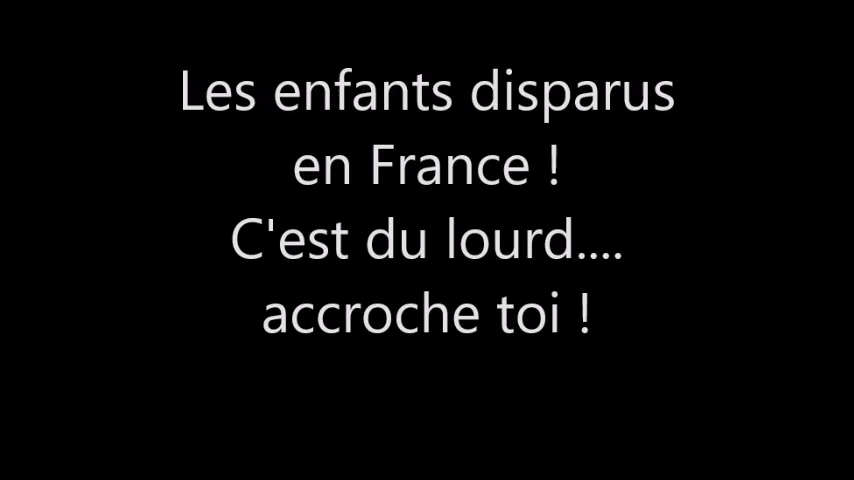 Les enfants disparus
en France !
C'est du lourd....
accroche toi !